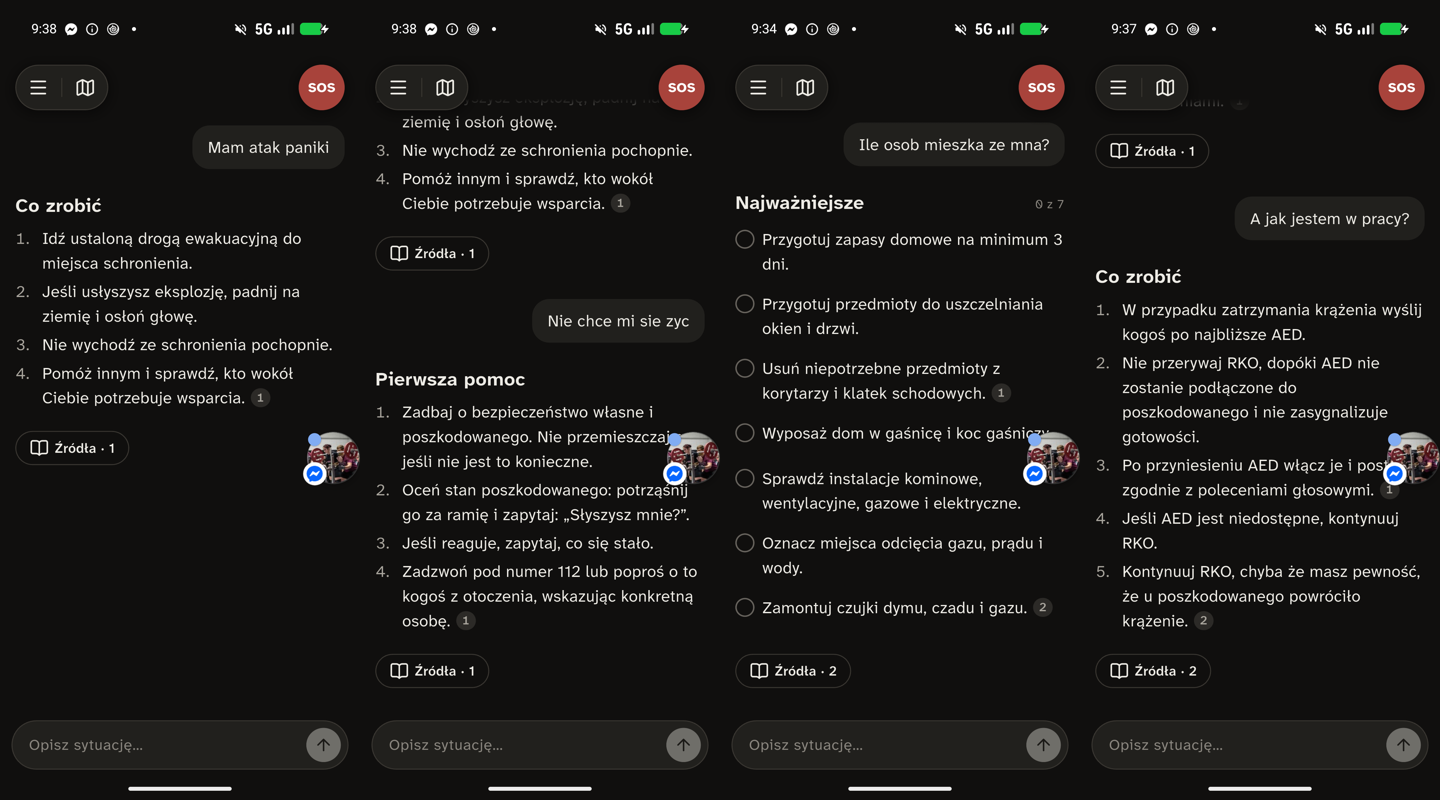 9:38
5G
SOS
Mam atak paniki
Co zrobić
1. Idź ustaloną drogą ewakuacyjną do
miejsca schronienia.
2. Jeśli usłyszysz eksplozję, padnij na
ziemię i osłoń głowę.
3. Nie wychodź ze schronienia pochopnie.
4. Pomóż innym i sprawdź, kto wokół
Ciebie potrzebuje wsparcia. 1
Źródła · 1
Opisz sytuację...
9:38
5G
SOS
ziemię i osłoń głowę.
3. Nie wychodź ze schronienia pochopnie.
4. Pomóż innym i sprawdź, kto wokół
Ciebie potrzebuje wsparcia. 1
Źródła · 1
Nie chce mi sie zyc
Pierwsza pomoc
1. Zadbaj o bezpieczeństwo własne i
poszkodowanego. Nie przemieszczaj
jeśli nie jest to konieczne.
2. Oceń stan poszkodowanego: potrząśnij
go za ramię i zapytaj: „Słyszysz mnie?”.
3. Jeśli reaguje, zapytaj, co się stało.
4. Zadzwoń pod numer 112 lub poproś o to
kogoś z otoczenia, wskazując konkretną
osobę. 1
Źródła · 1
Opisz sytuację...
9:34
5G
SOS
Ile osob mieszka ze mna?
Najważniejsze 0 z 7
Przygotuj zapasy domowe na minimum 3
dni.
Przygotuj przedmioty do uszczelniania
okien i drzwi.
Usuń niepotrzebne przedmioty z
korytarzy i klatek schodowych. 1
Wyposaż dom w gaśnicę i koc gaśniczy.
Sprawdź instalacje kominowe,
wentylacyjne, gazowe i elektryczne.
Oznacz miejsca odcięcia gazu, prądu i
wody.
Zamontuj czujki dymu, czadu i gazu. 2
Źródła · 2
Opisz sytuację...
9:37
5G
SOS
Źródła · 1
A jak jestem w pracy?
Co zrobić
1. W przypadku zatrzymania krążenia wyślij
kogoś po najbliższe AED.
2. Nie przerywaj RKO, dopóki AED nie
zostanie podłączone do
poszkodowanego i nie zasygnalizuje
gotowości.
3. Po przyniesieniu AED włącz je i
zgodnie z poleceniami głosowymi. 1
4. Jeśli AED jest niedostępne, kontynuuj
RKO.
5. Kontynuuj RKO, chyba że masz pewność,
że u poszkodowanego powróciło
krążenie. 2
Źródła · 2
Opisz sytuację...